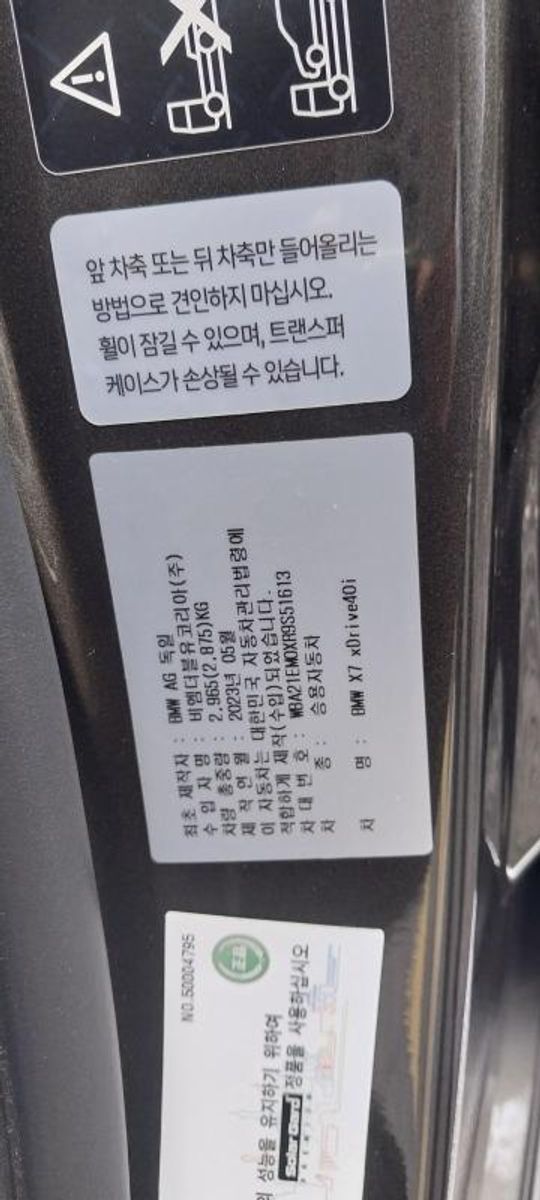 앞 차축 또는 뒤 차축만 들어올리는
방법으로 견인하지 마십시오.
휠이 잠길 수 있으며, 트랜스퍼
케이스가 손상될 수 있습니다.
최초 제작자 : BMW AG 독일
수 입 자 명 : 비엠더블유코리아(주)
차량 총중량 : 2.965(2.875)KG
제 작 연 월 : 2023년 05월
이 자동차는 대한민국 자동차관리법령에
적합하게 제작(수입)되었습니다.
차 대 번 호 : WBA21EM0XR9S51613
차 종 : 승용자동차
차 명 : BMW X7 xDrive40i
NO.50004795
정품
의 성능을 유지하기 위하여
Solar Gard 정품을 사용하십시오
PREMIUM